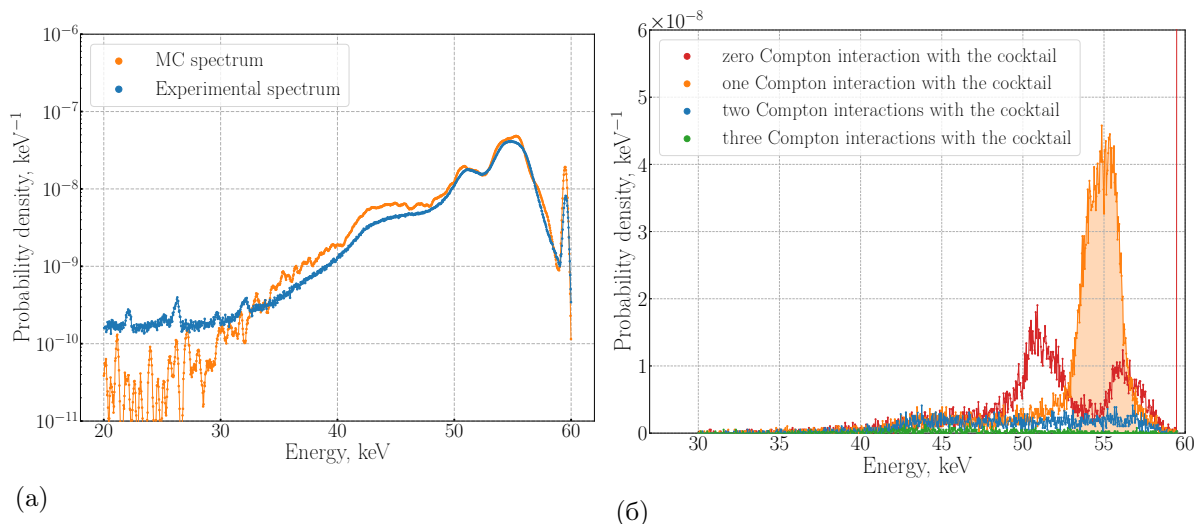 MC spectrum
Experimental spectrum
10⁻⁶
10⁻⁷
10⁻⁸
10⁻⁹
10⁻¹⁰
10⁻¹¹
Probability density, keV⁻¹
20 30 40 50 60
Energy, keV
(а)
6×10⁻⁸
5
4
3
2
1
0
Probability density, keV⁻¹
zero Compton interaction with the cocktail
one Compton interaction with the cocktail
two Compton interactions with the cocktail
three Compton interactions with the cocktail
30 35 40 45 50 55 60
Energy, keV
(б)